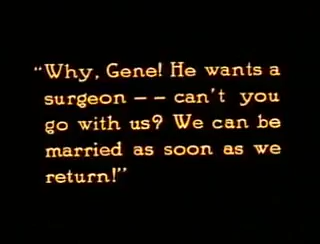 "Why, Gene! He wants a
surgeon -- can't you
go with us? We can be
married as soon as we
return!"